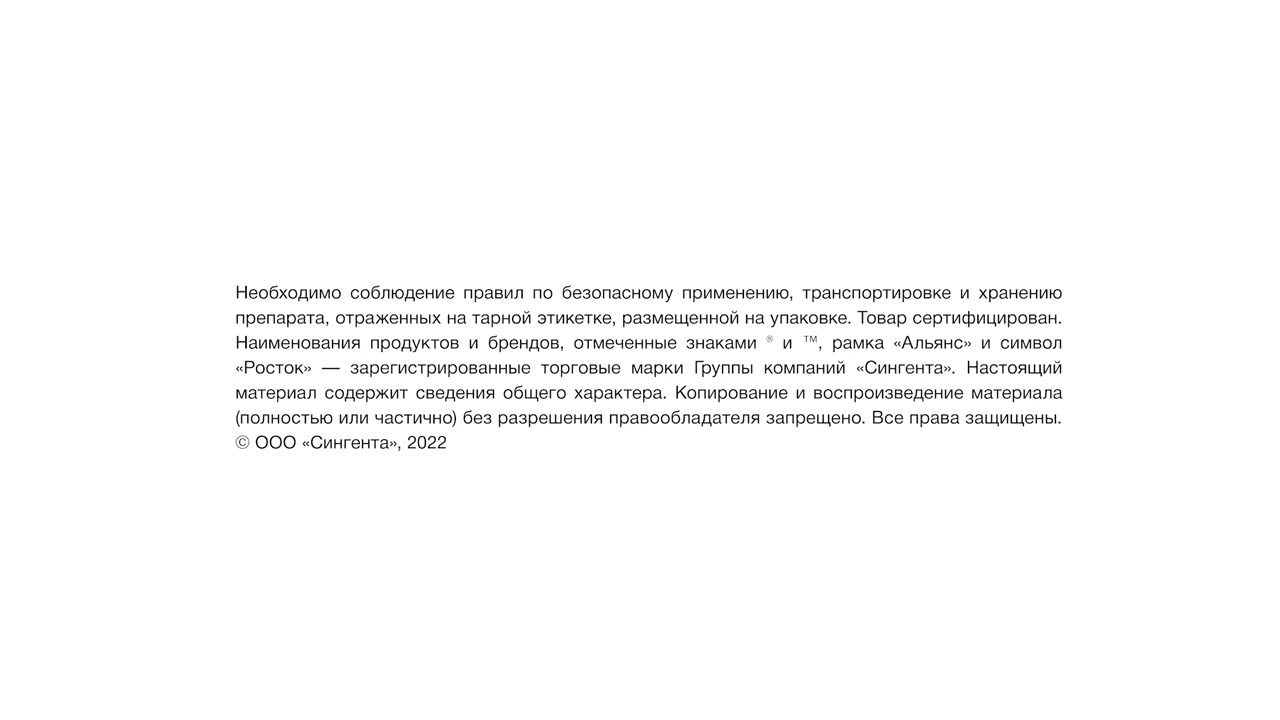 Необходимо соблюдение правил по безопасному применению, транспортировке и хранению
препарата, отраженных на тарной этикетке, размещенной на упаковке. Товар сертифицирован.
Наименования продуктов и брендов, отмеченные знаками ® и ™, рамка «Альянс» и символ
«Росток» — зарегистрированные торговые марки Группы компаний «Сингента». Настоящий
материал содержит сведения общего характера. Копирование и воспроизведение материала
(полностью или частично) без разрешения правообладателя запрещено. Все права защищены.
© ООО «Сингента», 2022